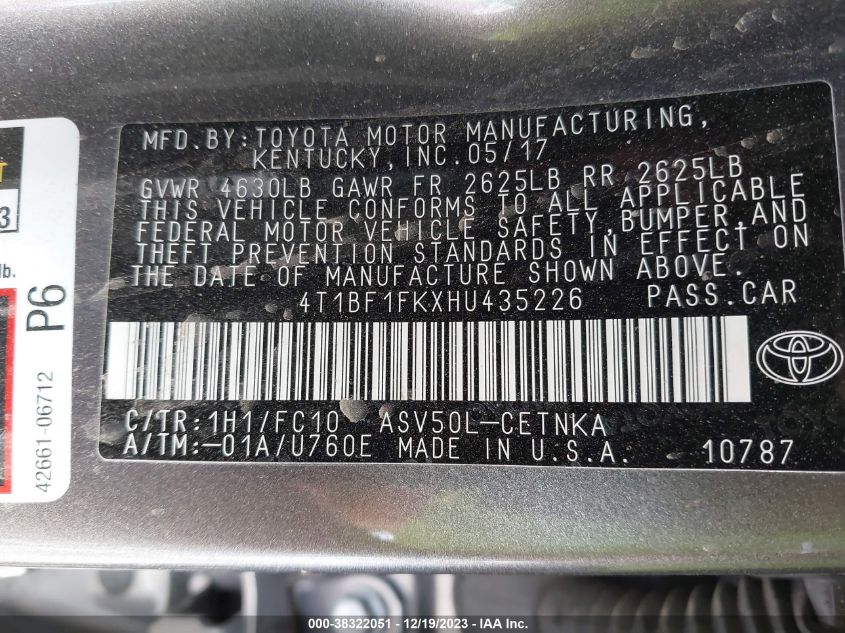 MFD.BY:TOYOTA MOTOR MANUFACTURING,
KENTUCKY,INC.05/17
GVWR 4630LB GAWR FR 2625LB RR 2625LB
THIS VEHICLE CONFORMS TO ALL APPLICABLE
FEDERAL MOTOR VEHICLE SAFETY,BUMPER,AND
THEFT PREVENTION STANDARDS IN EFFECT ON
THE DATE OF MANUFACTURE SHOWN ABOVE.
4T1BF1FKXHU435226 PASS.CAR
C/TR:1H1/FC10 ASV50L-CETNKA
A/TM:-01A/U760E MADE IN U.S.A. 10787
lb.
P6
42661-06712
000-38322051 - 12/19/2023 - IAA Inc.